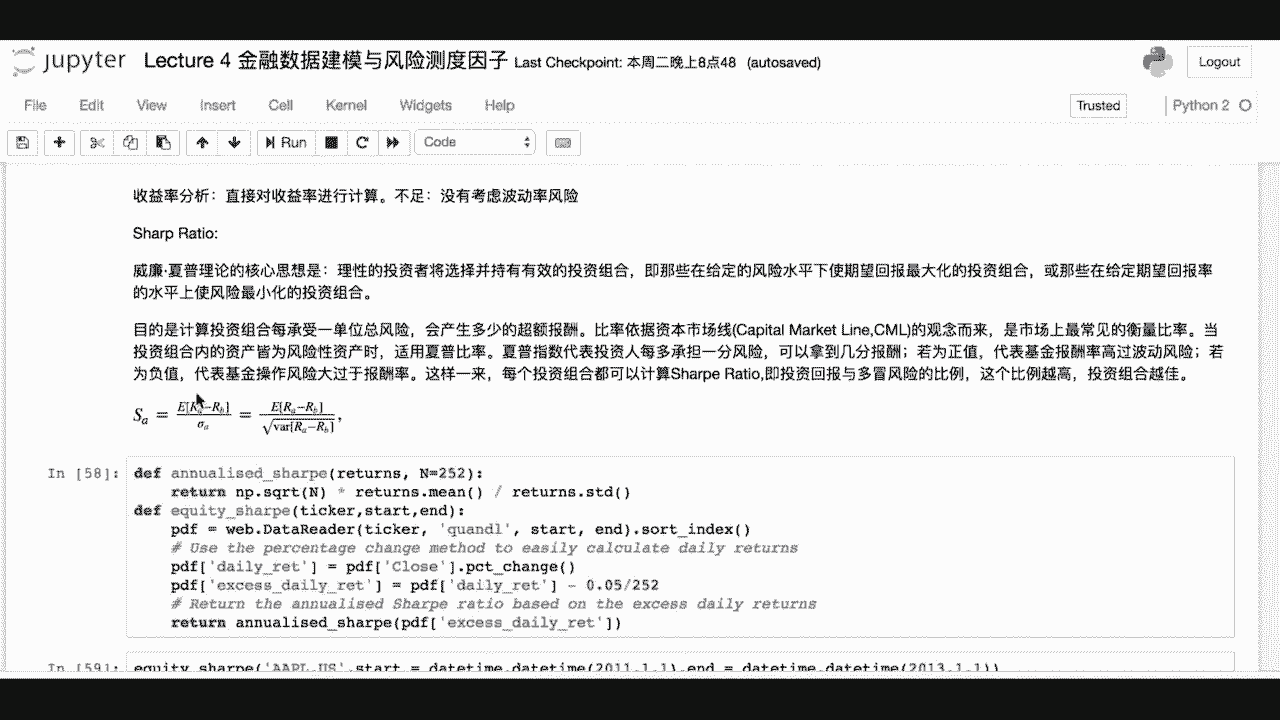 jupyter Lecture 4 金融数据建模与风险测度因子 Last Checkpoint: 本周二晚上8点48 (autosaved) Logout
File Edit View Insert Cell Kernel Widgets Help Trusted Python 2
Run Code
收益率分析：直接对收益率进行计算。不足：没有考虑波动率风险
Sharp Ratio:
威廉·夏普理论的核心思想是：理性的投资者将选择并持有有效的投资组合，即那些在给定的风险水平下使期望回报最大化的投资组合，或那些在给定期望回报率
的水平上使风险最小化的投资组合。
目的是计算投资组合每承受一单位总风险，会产生多少的超额报酬。比率依据资本市场线(Capital Market Line,CML)的观念而来，是市场上最常见的衡量比率。当
投资组合内的资产皆为风险性资产时，适用夏普比率。夏普指数代表投资人每多承担一分风险，可以拿到几分报酬；若为正值，代表基金报酬率高过波动风险；若
为负值，代表基金操作风险大过于报酬率。这样一来，每个投资组合都可以计算Sharpe Ratio,即投资回报与多冒风险的比例，这个比例越高，投资组合越佳。
S_a = E[R_a−R_b] / σ_a = E[R_a−R_b] / √var[R_a−R_b],
In [58]: def annualised_sharpe(returns, N=252):
return np.sqrt(N) * returns.mean() / returns.std()
def equity_sharpe(ticker,start,end):
pdf = web.DataReader(ticker, 'quandl', start, end).sort_index()
# Use the percentage change method to easily calculate daily returns
pdf['daily_ret'] = pdf['Close'].pct_change()
pdf['excess_daily_ret'] = pdf['daily_ret'] - 0.05/252
# Return the annualised Sharpe ratio based on the excess daily returns
return annualised_sharpe(pdf['excess_daily_ret'])
In [59]: equity_sharpe('AAPL.US',start = datetime.datetime(2011,1,1),end = datetime.datetime(2013,1,1))